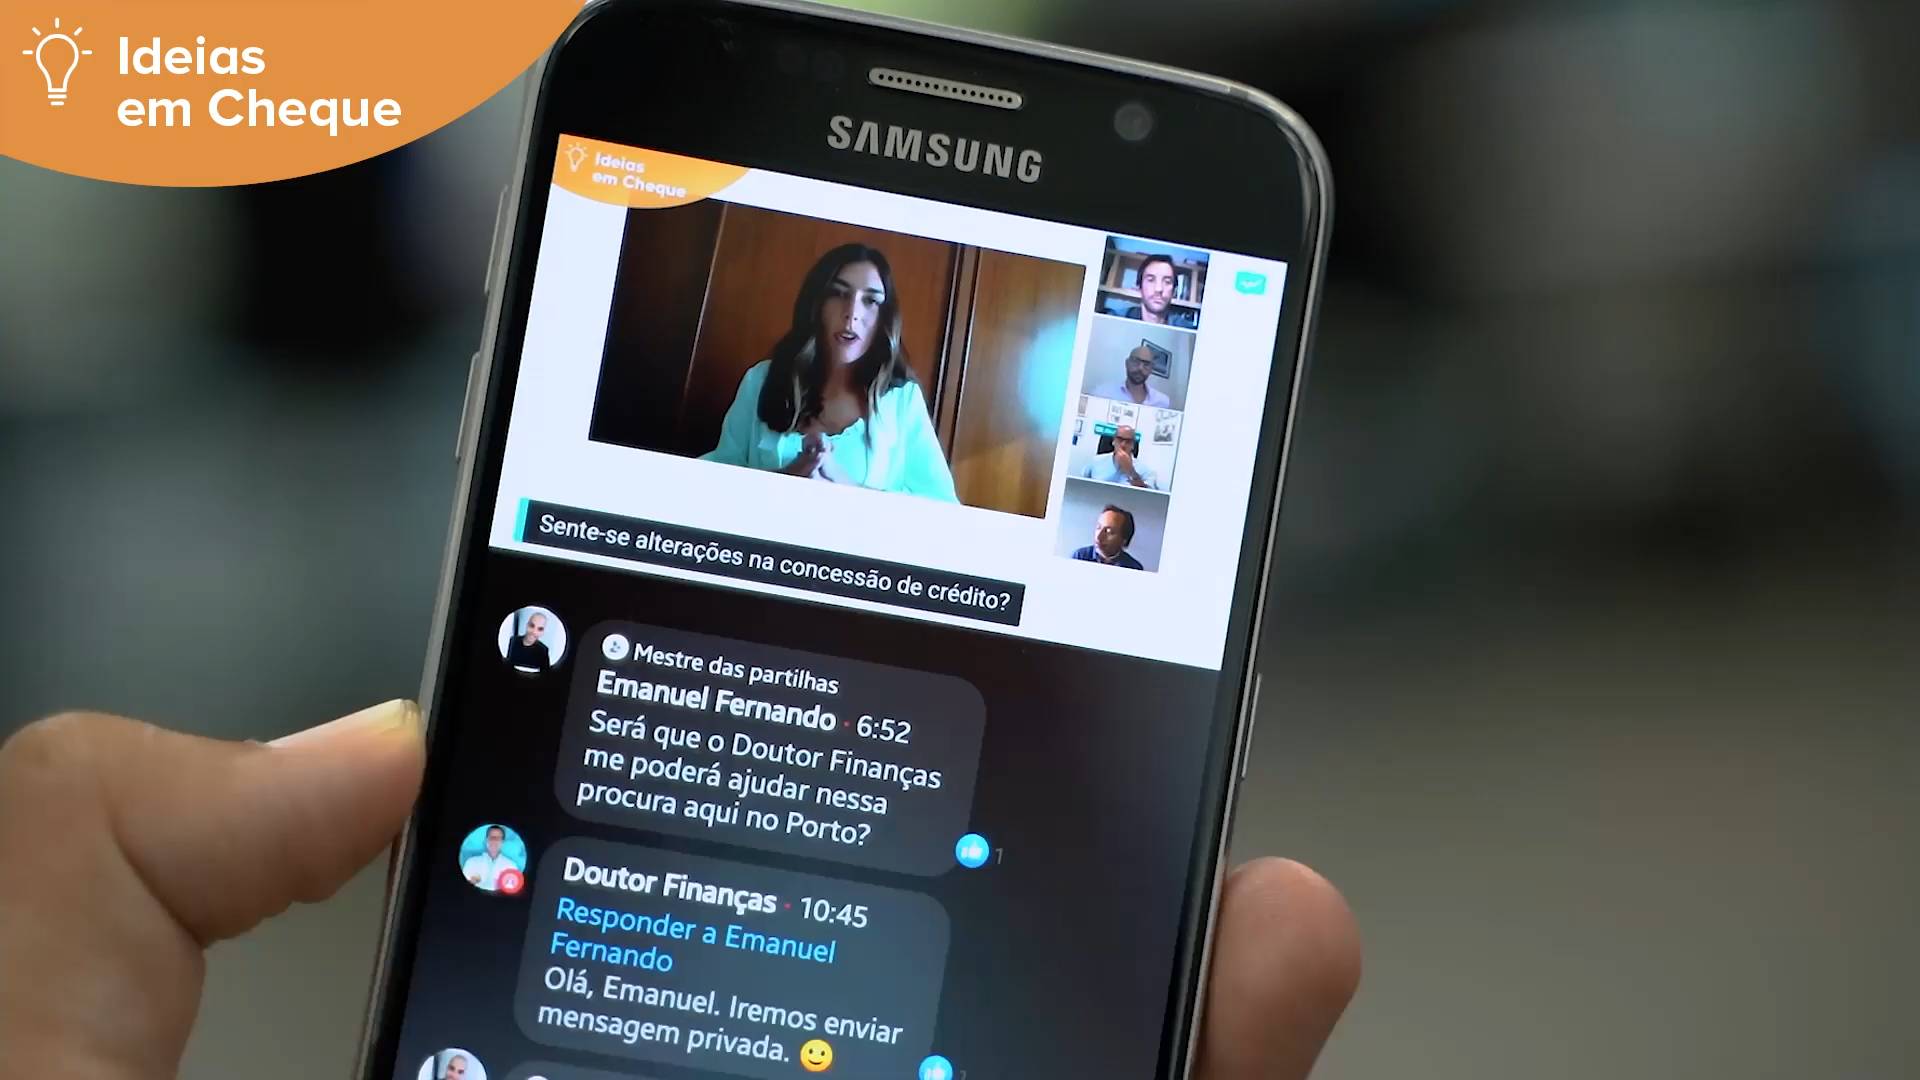 Ideias
em Cheque
SAMSUNG
Ideias
em Cheque
Sente-se alterações na concessão de crédito?
Mestre das partilhas
Emanuel Fernando · 6:52
Será que o Doutor Finanças
me poderá ajudar nessa
procura aqui no Porto?
1
Doutor Finanças · 10:45
Responder a Emanuel
Fernando
Olá, Emanuel. Iremos enviar
mensagem privada. 🙂